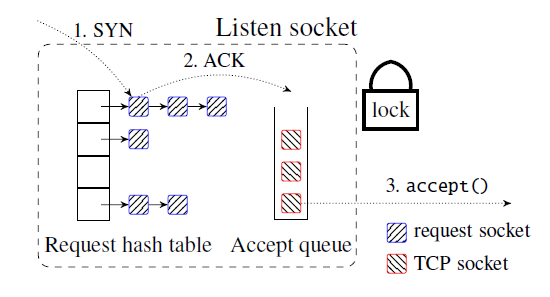 1. SYN
Listen socket
2. ACK
lock
3. accept()
request socket
Request hash table
Accept queue
TCP socket